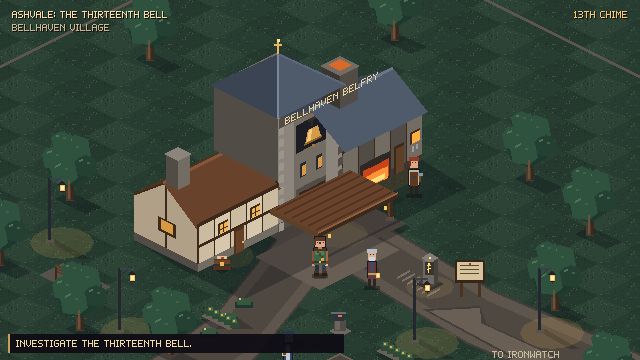 ASHVALE: THE THIRTEENTH BELL
BELLHAVEN VILLAGE
13TH CHIME
BELLHAVEN BELFRY
INVESTIGATE THE THIRTEENTH BELL.
TO IRONWATCH